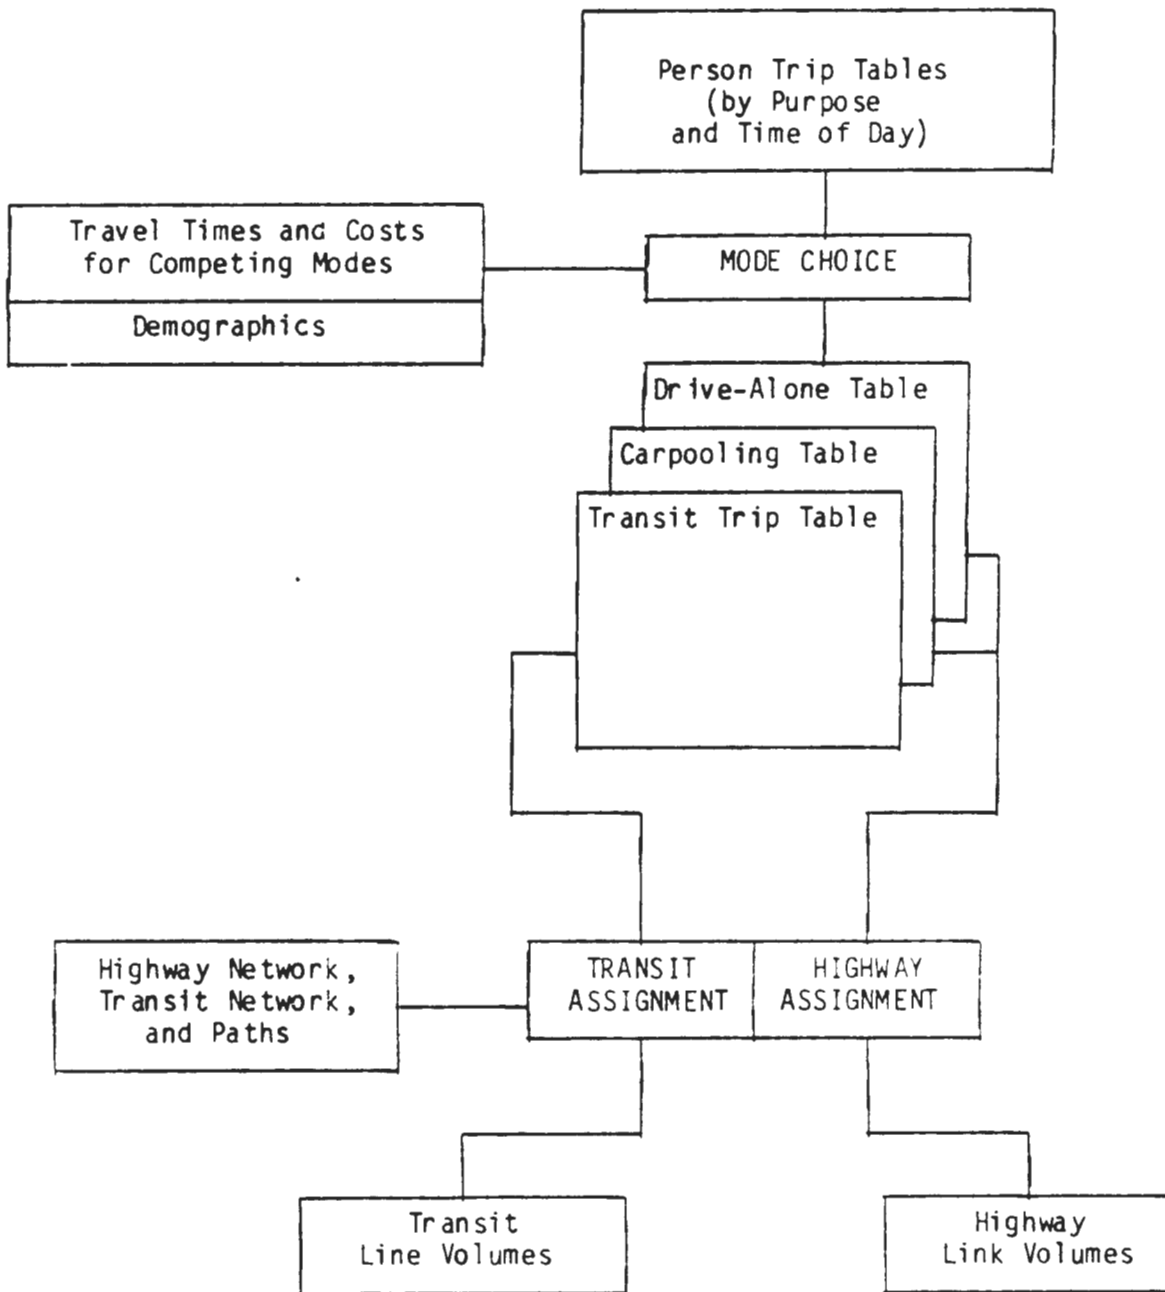 Person Trip Tables
(by Purpose
and Time of Day)
Travel Times and Costs
for Competing Modes
Demographics
MODE CHOICE
Drive-Alone Table
Carpooling Table
Transit Trip Table
Highway Network,
Transit Network,
and Paths
TRANSIT
ASSIGNMENT
HIGHWAY
ASSIGNMENT
Transit
Line Volumes
Highway
Link Volumes